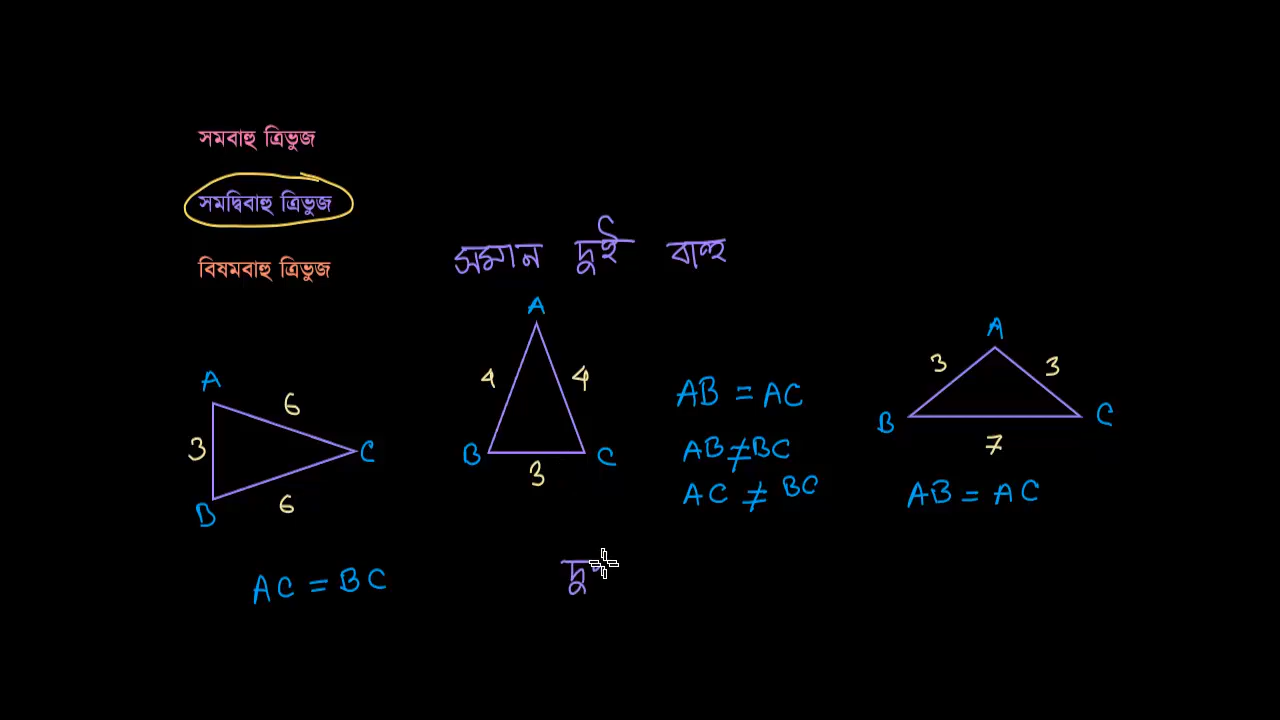 সমবাহু ত্রিভুজ
সমদ্বিবাহু ত্রিভুজ
বিষমবাহু ত্রিভুজ
সমান দুই বাহু
A
6
3
C
B
6
AC = BC
A
4 4
B C
3
AB = AC
AB ≠ BC
AC ≠ BC
A
3 3
B C
7
AB = AC
দু